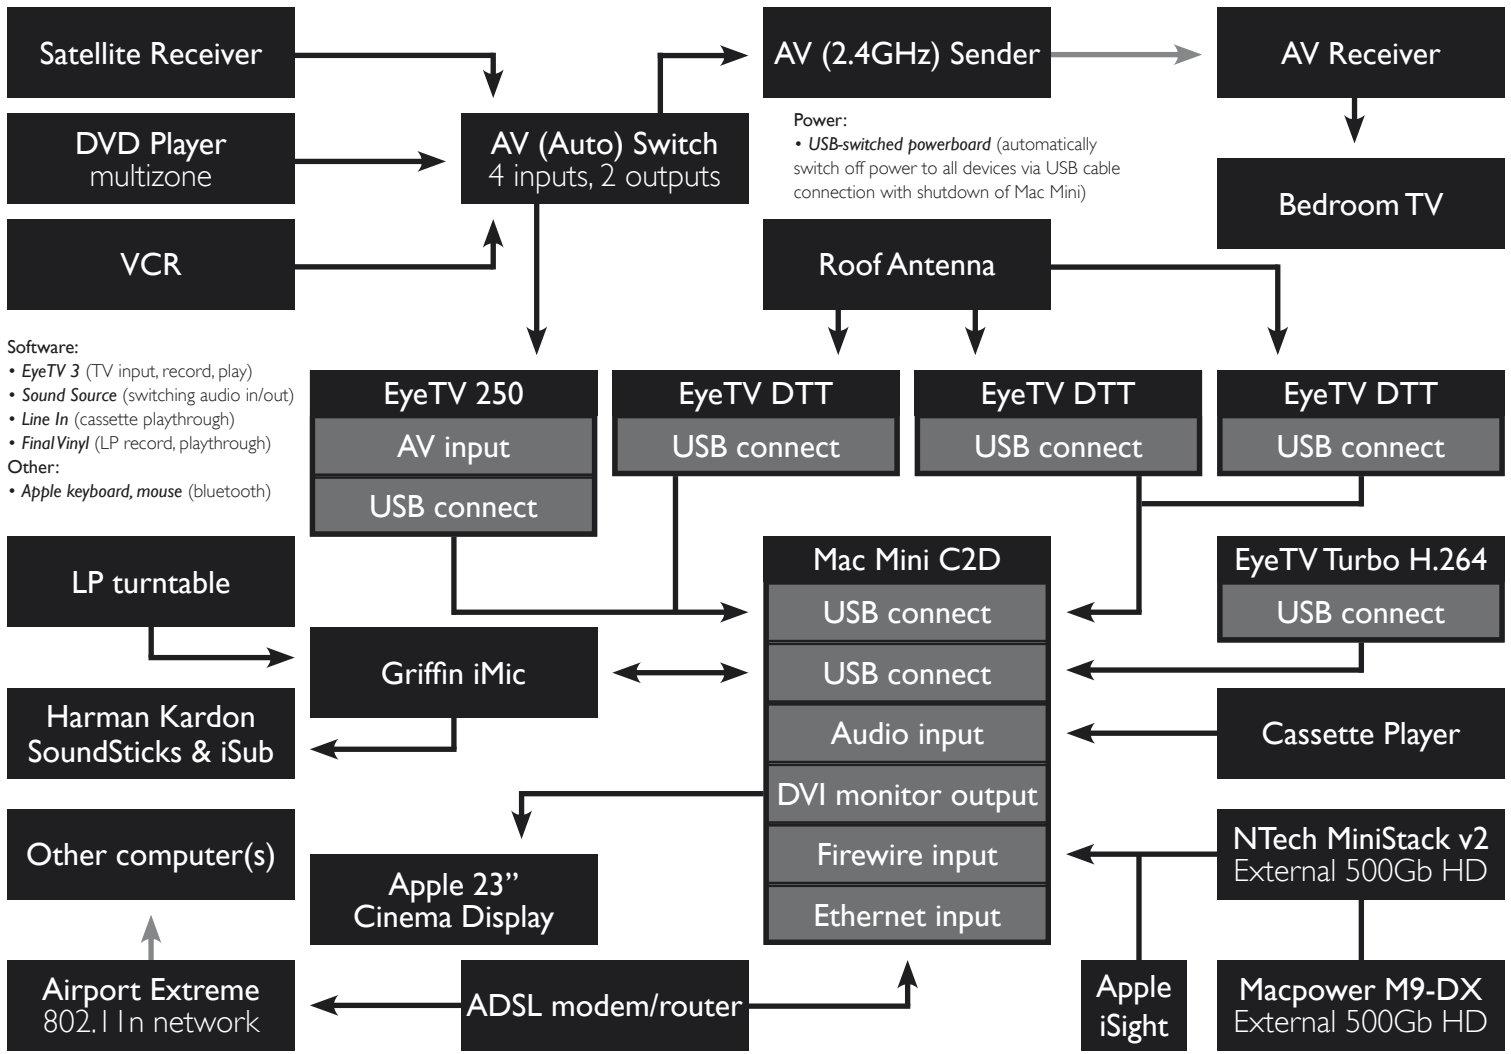 Satellite Receiver
AV (2.4GHz) Sender
AV Receiver
DVD Player
multizone
AV (Auto) Switch
4 inputs, 2 outputs
Power:
• USB-switched powerboard (automatically
switch off power to all devices via USB cable
connection with shutdown of Mac Mini)
Bedroom TV
VCR
Roof Antenna
Software:
• EyeTV 3 (TV input, record, play)
• Sound Source (switching audio in/out)
• Line In (cassette playthrough)
• Final Vinyl (LP record, playthrough)
Other:
• Apple keyboard, mouse (bluetooth)
EyeTV 250
AV input
USB connect
EyeTV DTT
USB connect
EyeTV DTT
USB connect
EyeTV DTT
USB connect
LP turntable
Mac Mini C2D
USB connect
USB connect
Audio input
DVI monitor output
Firewire input
Ethernet input
EyeTV Turbo H.264
USB connect
Griffin iMic
Harman Kardon
SoundSticks & iSub
Cassette Player
Other computer(s)
Apple 23”
Cinema Display
NTech MiniStack v2
External 500Gb HD
Airport Extreme
802.11n network
ADSL modem/router
Apple
iSight
Macpower M9-DX
External 500Gb HD